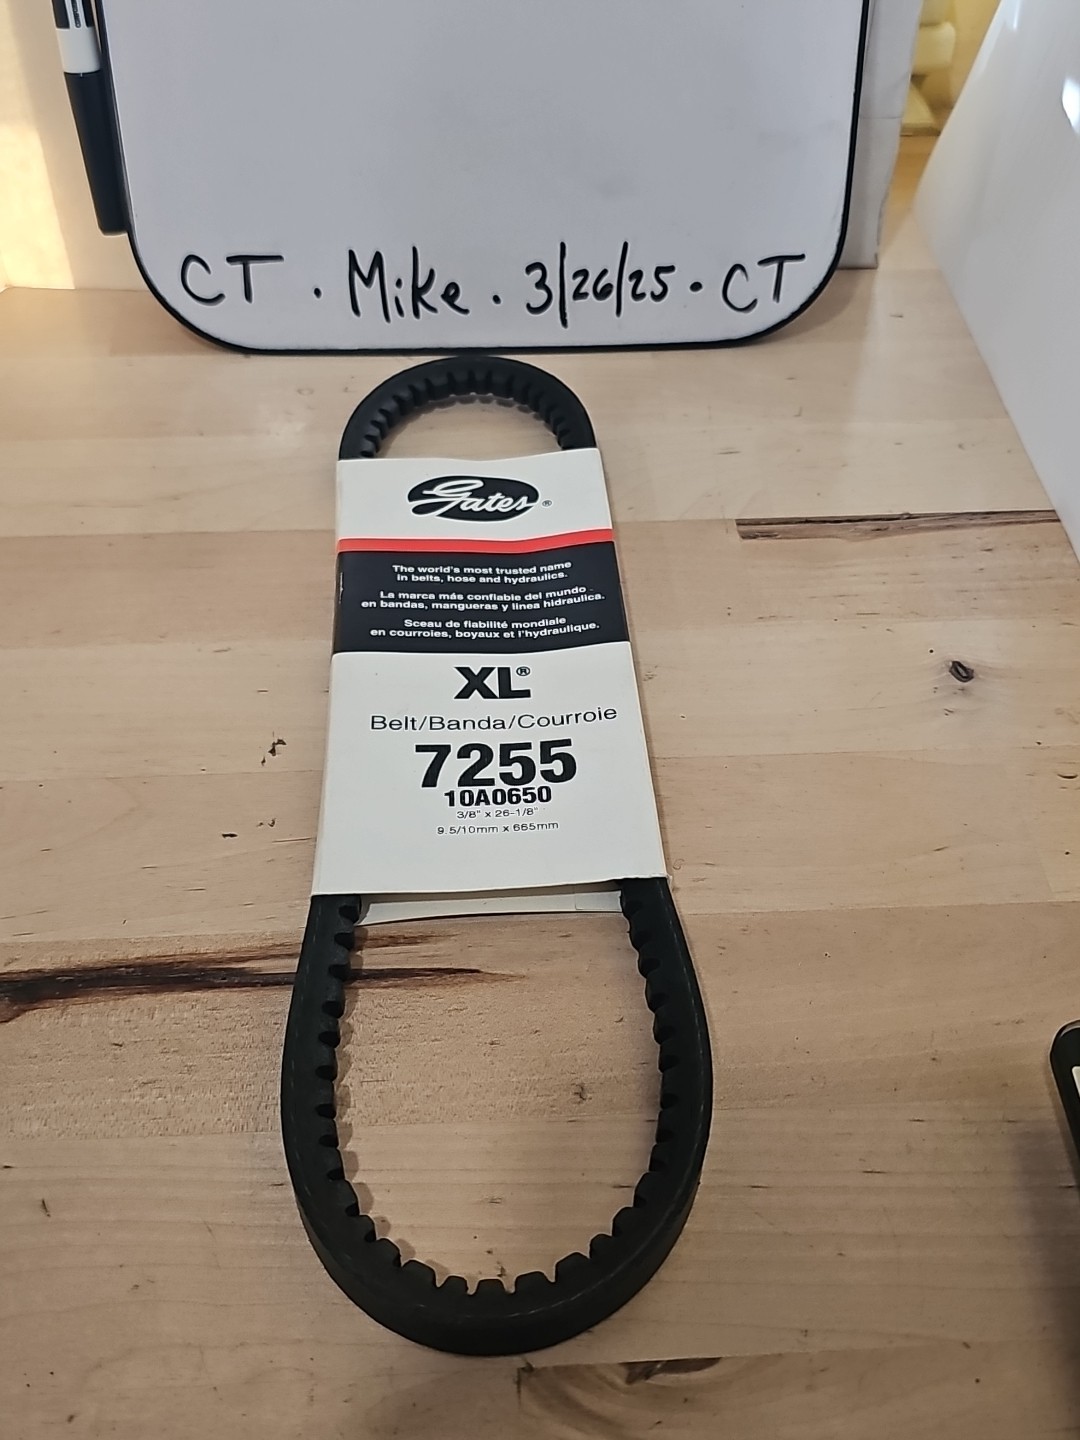 CT . Mike . 3/26/25 . CT
Gates®
The world's most trusted name
in belts, hose and hydraulics.
La marca más confiable del mundo
en bandas, mangueras y linea hidraulica.
Sceau de fiabilité mondiale
en courroies, boyaux et l'hydraulique.
XL®
Belt/Banda/Courroie
7255
10A0650
3/8" x 26-1/8"
9.5/10mm x 665mm